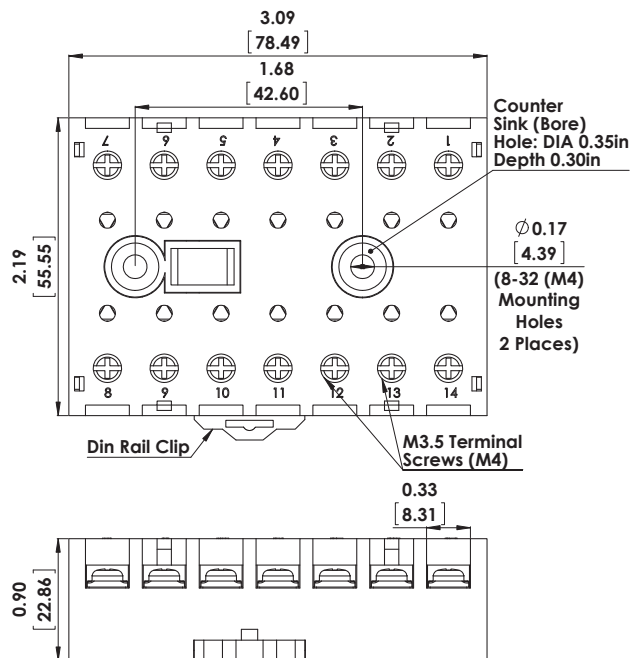 3.09
[78.49]
1.68
[42.60]
Counter
Sink (Bore)
Hole: DIA 0.35in
Depth 0.30in
7 6 5 4 3 2 1
2.19
[55.55]
Ø 0.17
[4.39]
(8-32 (M4)
Mounting
Holes
2 Places)
8 9 10 11 12 13 14
Din Rail Clip
M3.5 Terminal
Screws (M4)
0.33
[8.31]
0.90
[22.86]